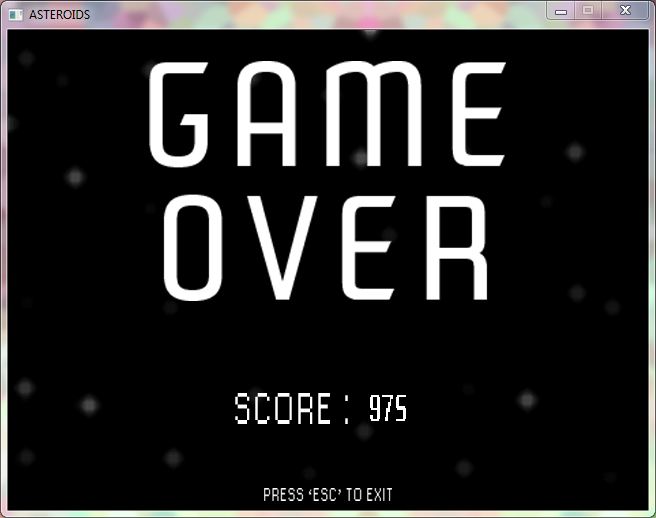 ASTEROIDS
GAME
OVER
SCORE: 975
PRESS 'ESC' TO EXIT